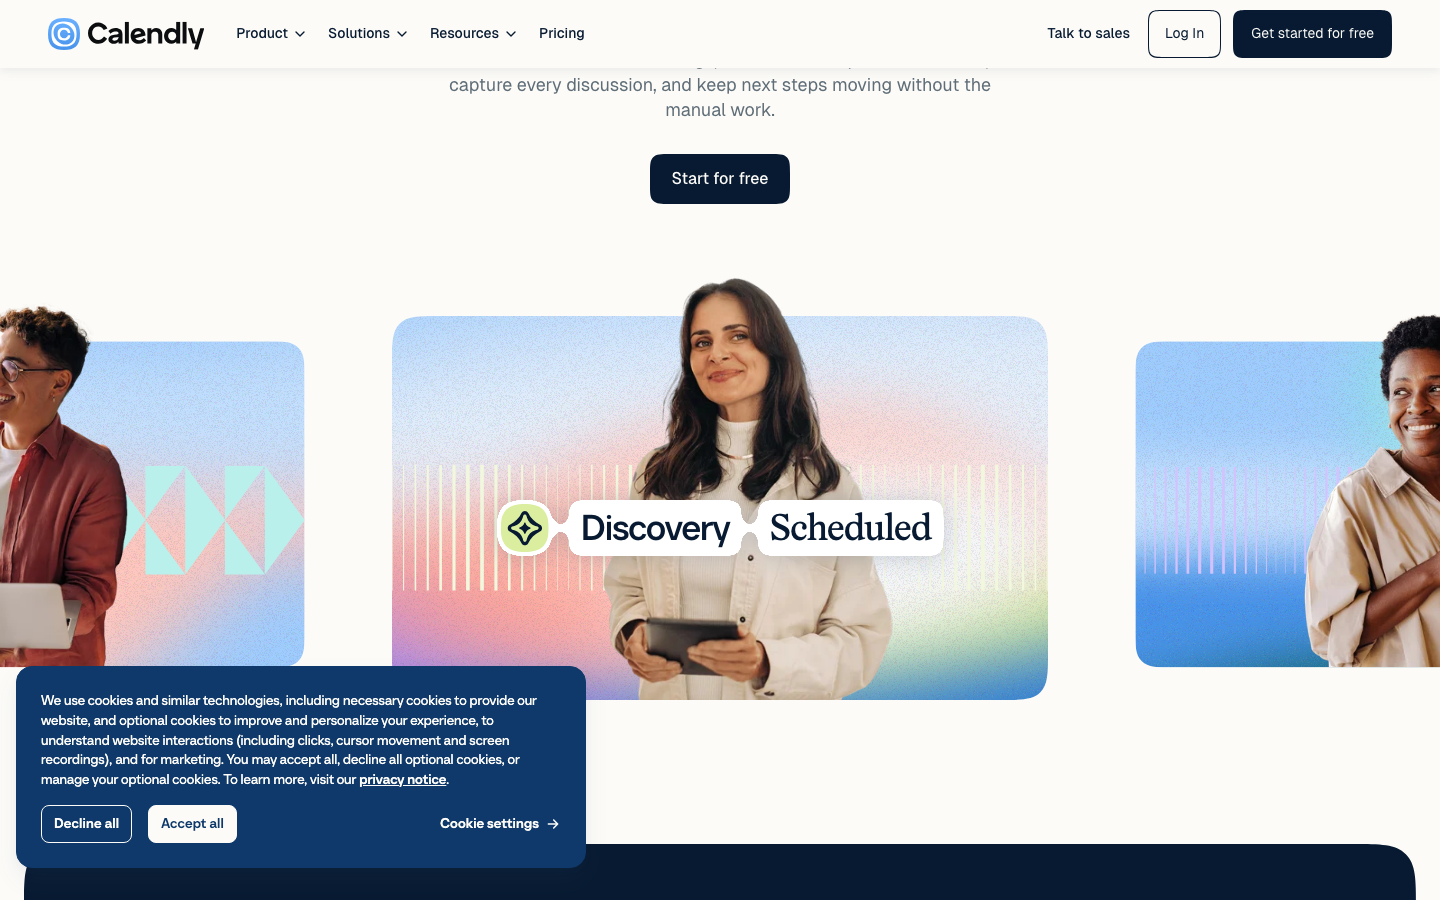 Calendly
Product
Solutions
Resources
Pricing
Talk to sales
Log In
Get started for free
capture every discussion, and keep next steps moving without the
manual work.
Start for free
Discovery Scheduled
We use cookies and similar technologies, including necessary cookies to provide our
website, and optional cookies to improve and personalize your experience, to
understand website interactions (including clicks, cursor movement and screen
recordings), and for marketing. You may accept all, decline all optional cookies, or
manage your optional cookies. To learn more, visit our privacy notice.
Decline all
Accept all
Cookie settings →